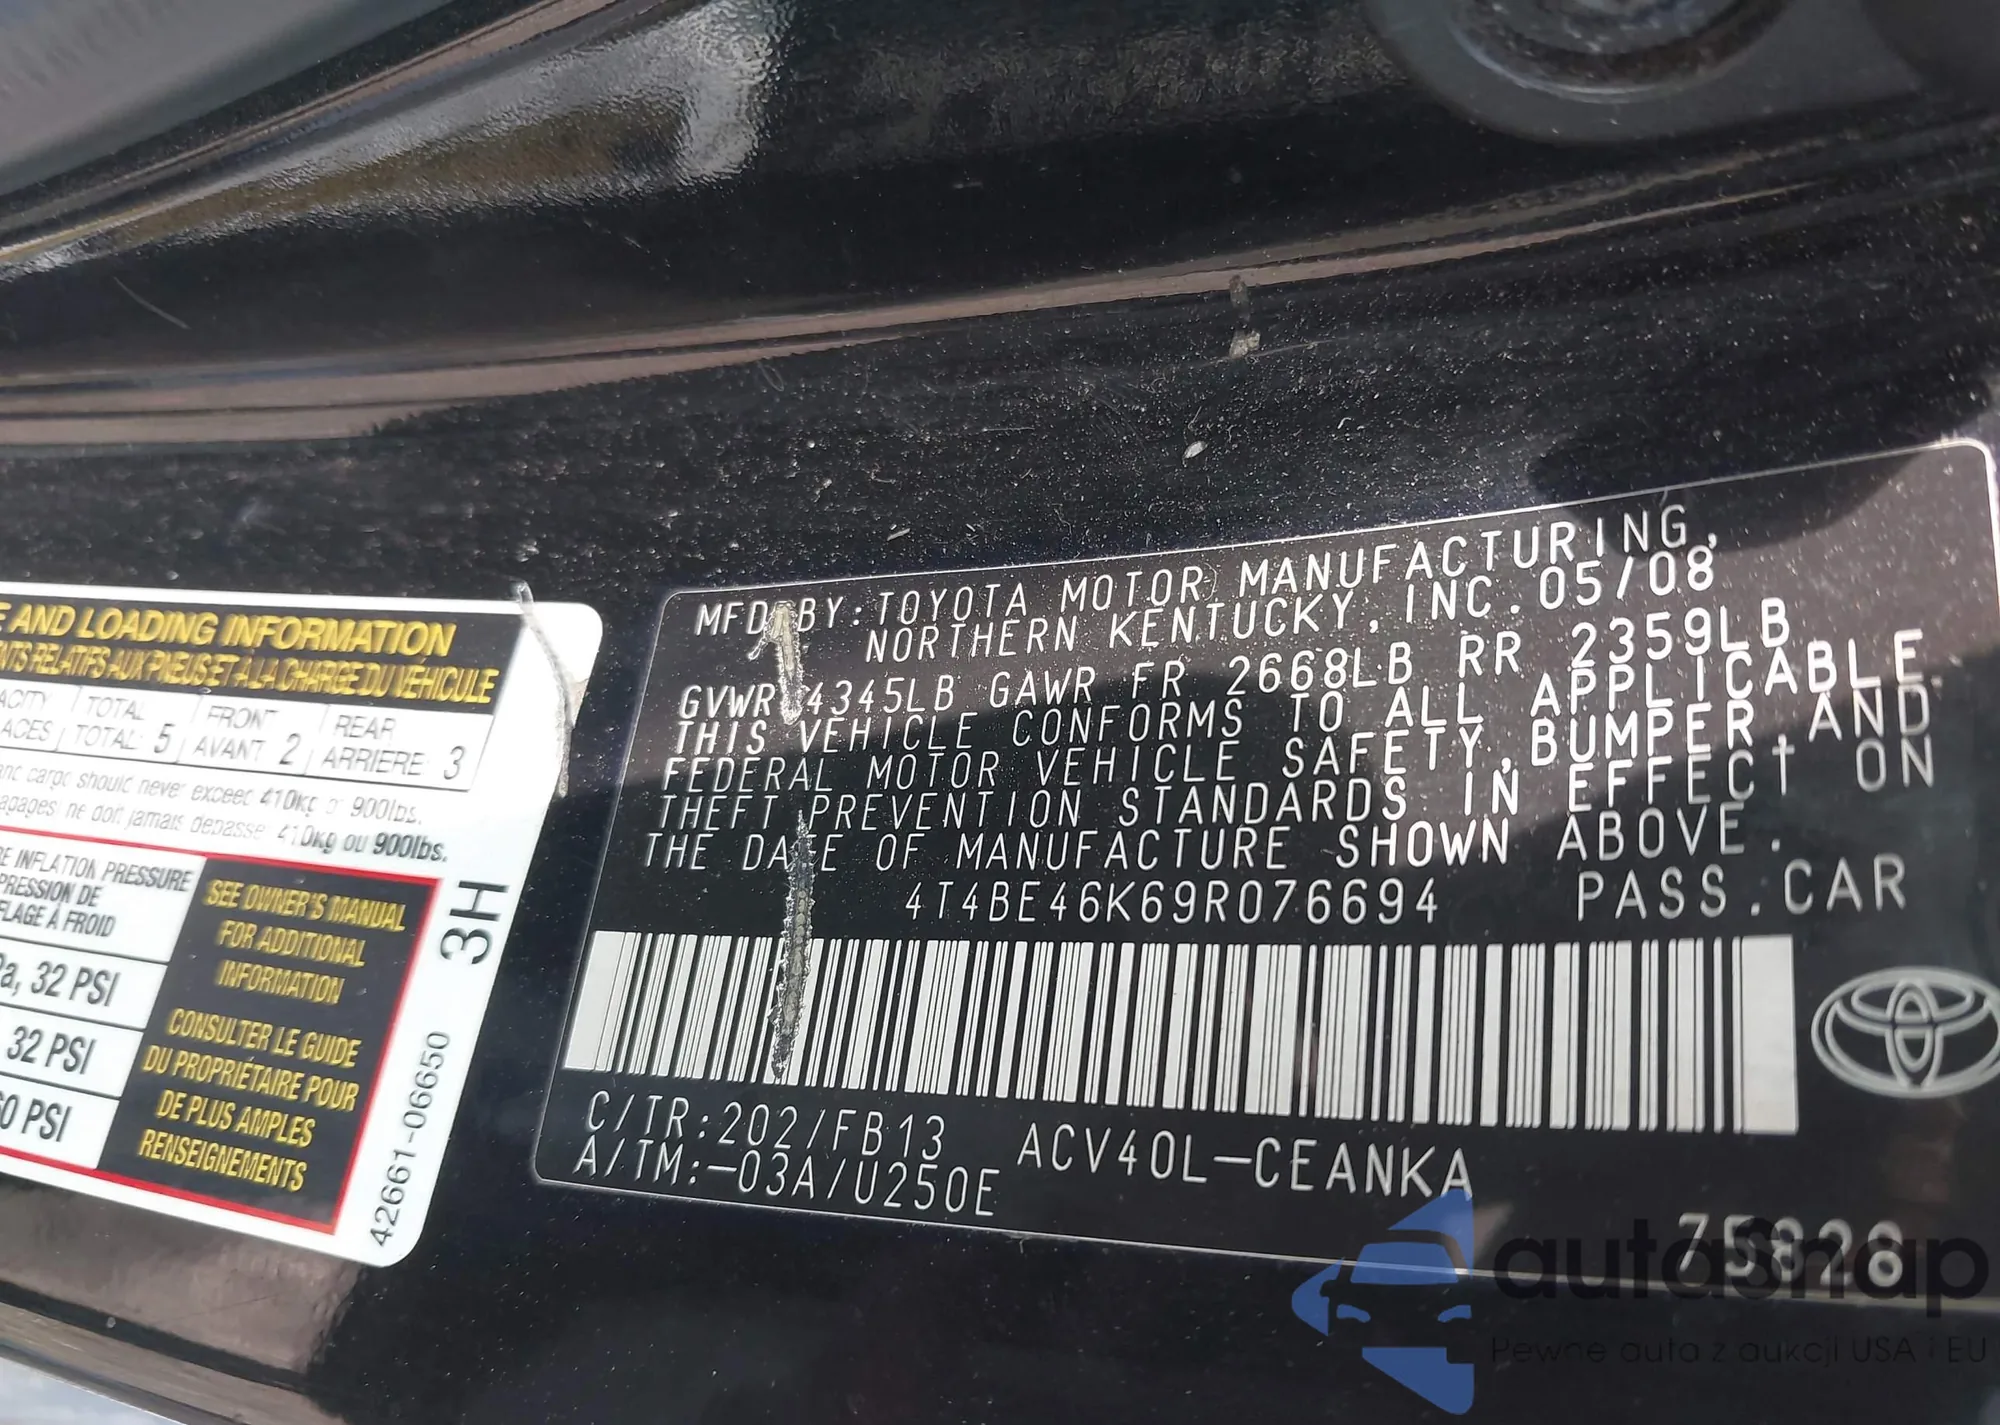 E AND LOADING INFORMATION
NTS RELATIFS AUX PNEUS ET À LA CHARGE DU VÉHICULE
ACITY TOTAL FRONT REAR
LACES TOTAL: 5 AVANT 2 ARRIERE: 3
and cargo should never exceed 410kg or 900lbs.
agages ne doit jamais depasser 410kg ou 900lbs.
RE INFLATION PRESSURE
PRESSION DE
FLAGE À FROID
a, 32 PSI
32 PSI
60 PSI
SEE OWNER'S MANUAL
FOR ADDITIONAL
INFORMATION
CONSULTER LE GUIDE
DU PROPRIÉTAIRE POUR
DE PLUS AMPLES
RENSEIGNEMENTS
3H
42661-06650
MFD. BY: TOYOTA MOTOR MANUFACTURING,
NORTHERN KENTUCKY, INC. 05/08
GVWR 4345LB GAWR FR 2668LB RR 2359LB
THIS VEHICLE CONFORMS TO ALL APPLICABLE
FEDERAL MOTOR VEHICLE SAFETY, BUMPER, AND
THEFT PREVENTION STANDARDS IN EFFECT ON
THE DATE OF MANUFACTURE SHOWN ABOVE.
4T4BE46K69R076694 PASS. CAR
C/TR:202/FB13 ACV40L-CEANKA
A/TM:-03A/U250E
75828
autosnap
Pewne auta z aukcji USA i EU